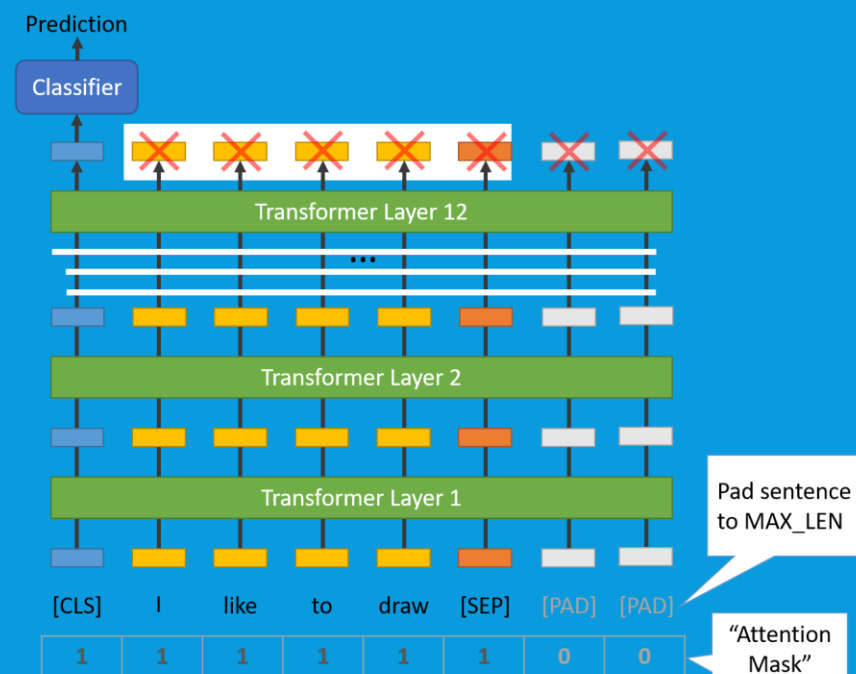 Prediction
Classifier
Transformer Layer 12
...
Transformer Layer 2
Transformer Layer 1
Pad sentence
to MAX_LEN
[CLS] I like to draw [SEP] [PAD] [PAD]
1 1 1 1 1 1 0 0
“Attention
Mask”